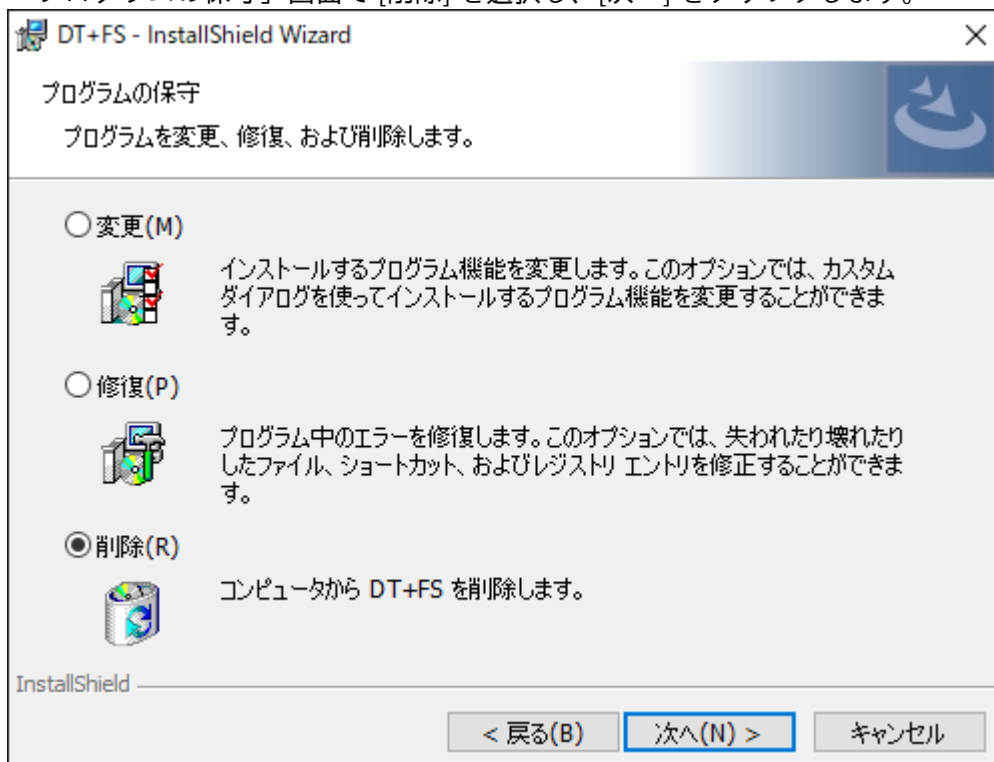 DT+FS - InstallShield Wizard
プログラムの保守
プログラムを変更、修復、および削除します。
変更(M)
インストールするプログラム機能を変更します。このオプションでは、カスタム
ダイアログを使ってインストールするプログラム機能を変更することができま
す。
修復(P)
プログラム中のエラーを修復します。このオプションでは、失われたり壊れたり
したファイル、ショートカット、およびレジストリ エントリを修正することができま
す。
削除(R)
コンピュータから DT+FS を削除します。
InstallShield
< 戻る(B) 次へ(N) > キャンセル